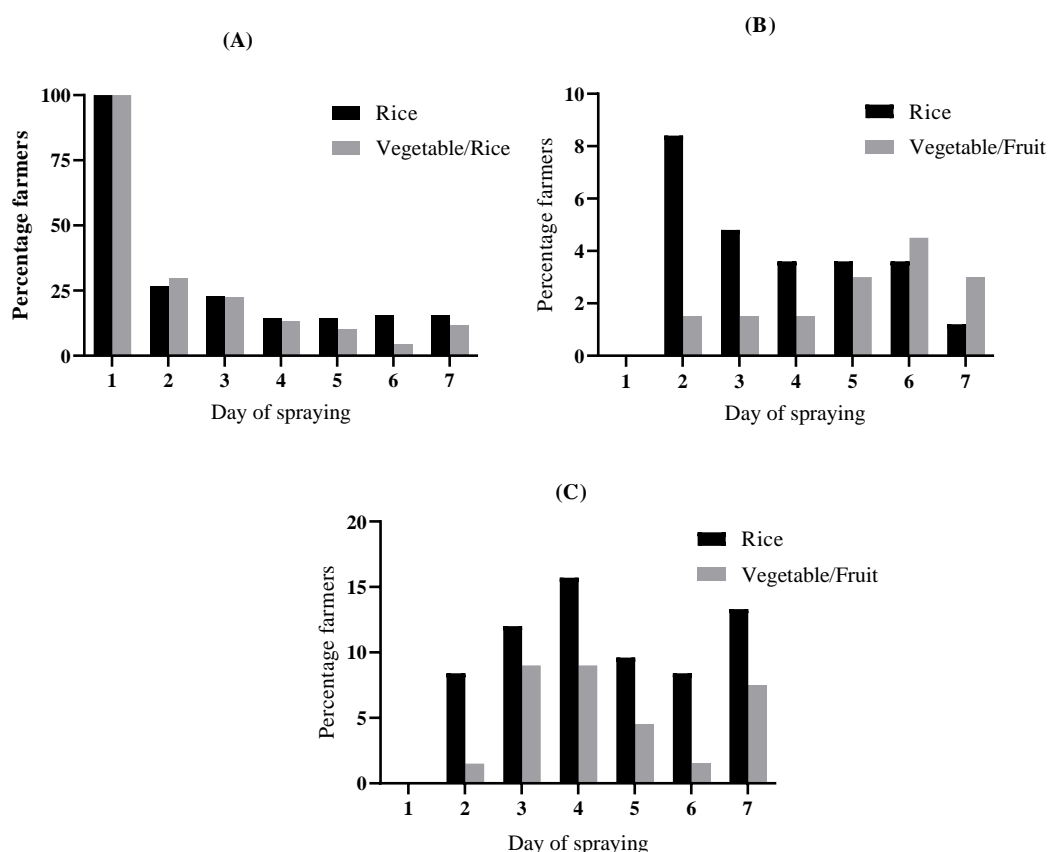 (A)
100
75
50
25
0
Percentage farmers
Rice
Vegetable/Rice
1 2 3 4 5 6 7
Day of spraying
(B)
10
8
6
4
2
0
Percentage farmers
Rice
Vegetable/Fruit
1 2 3 4 5 6 7
Day of spraying
(C)
20
15
10
5
0
Percentage farmers
Rice
Vegetable/Fruit
1 2 3 4 5 6 7
Day of spraying